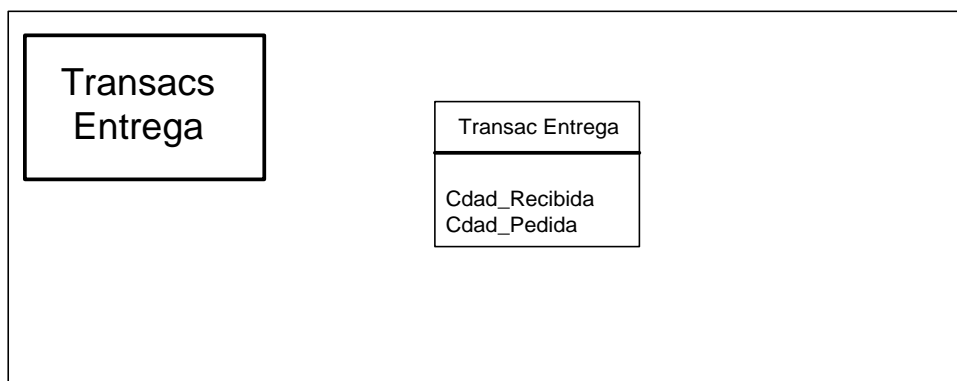 Transacs
Entrega
Transac Entrega
Cdad_Recibida
Cdad_Pedida